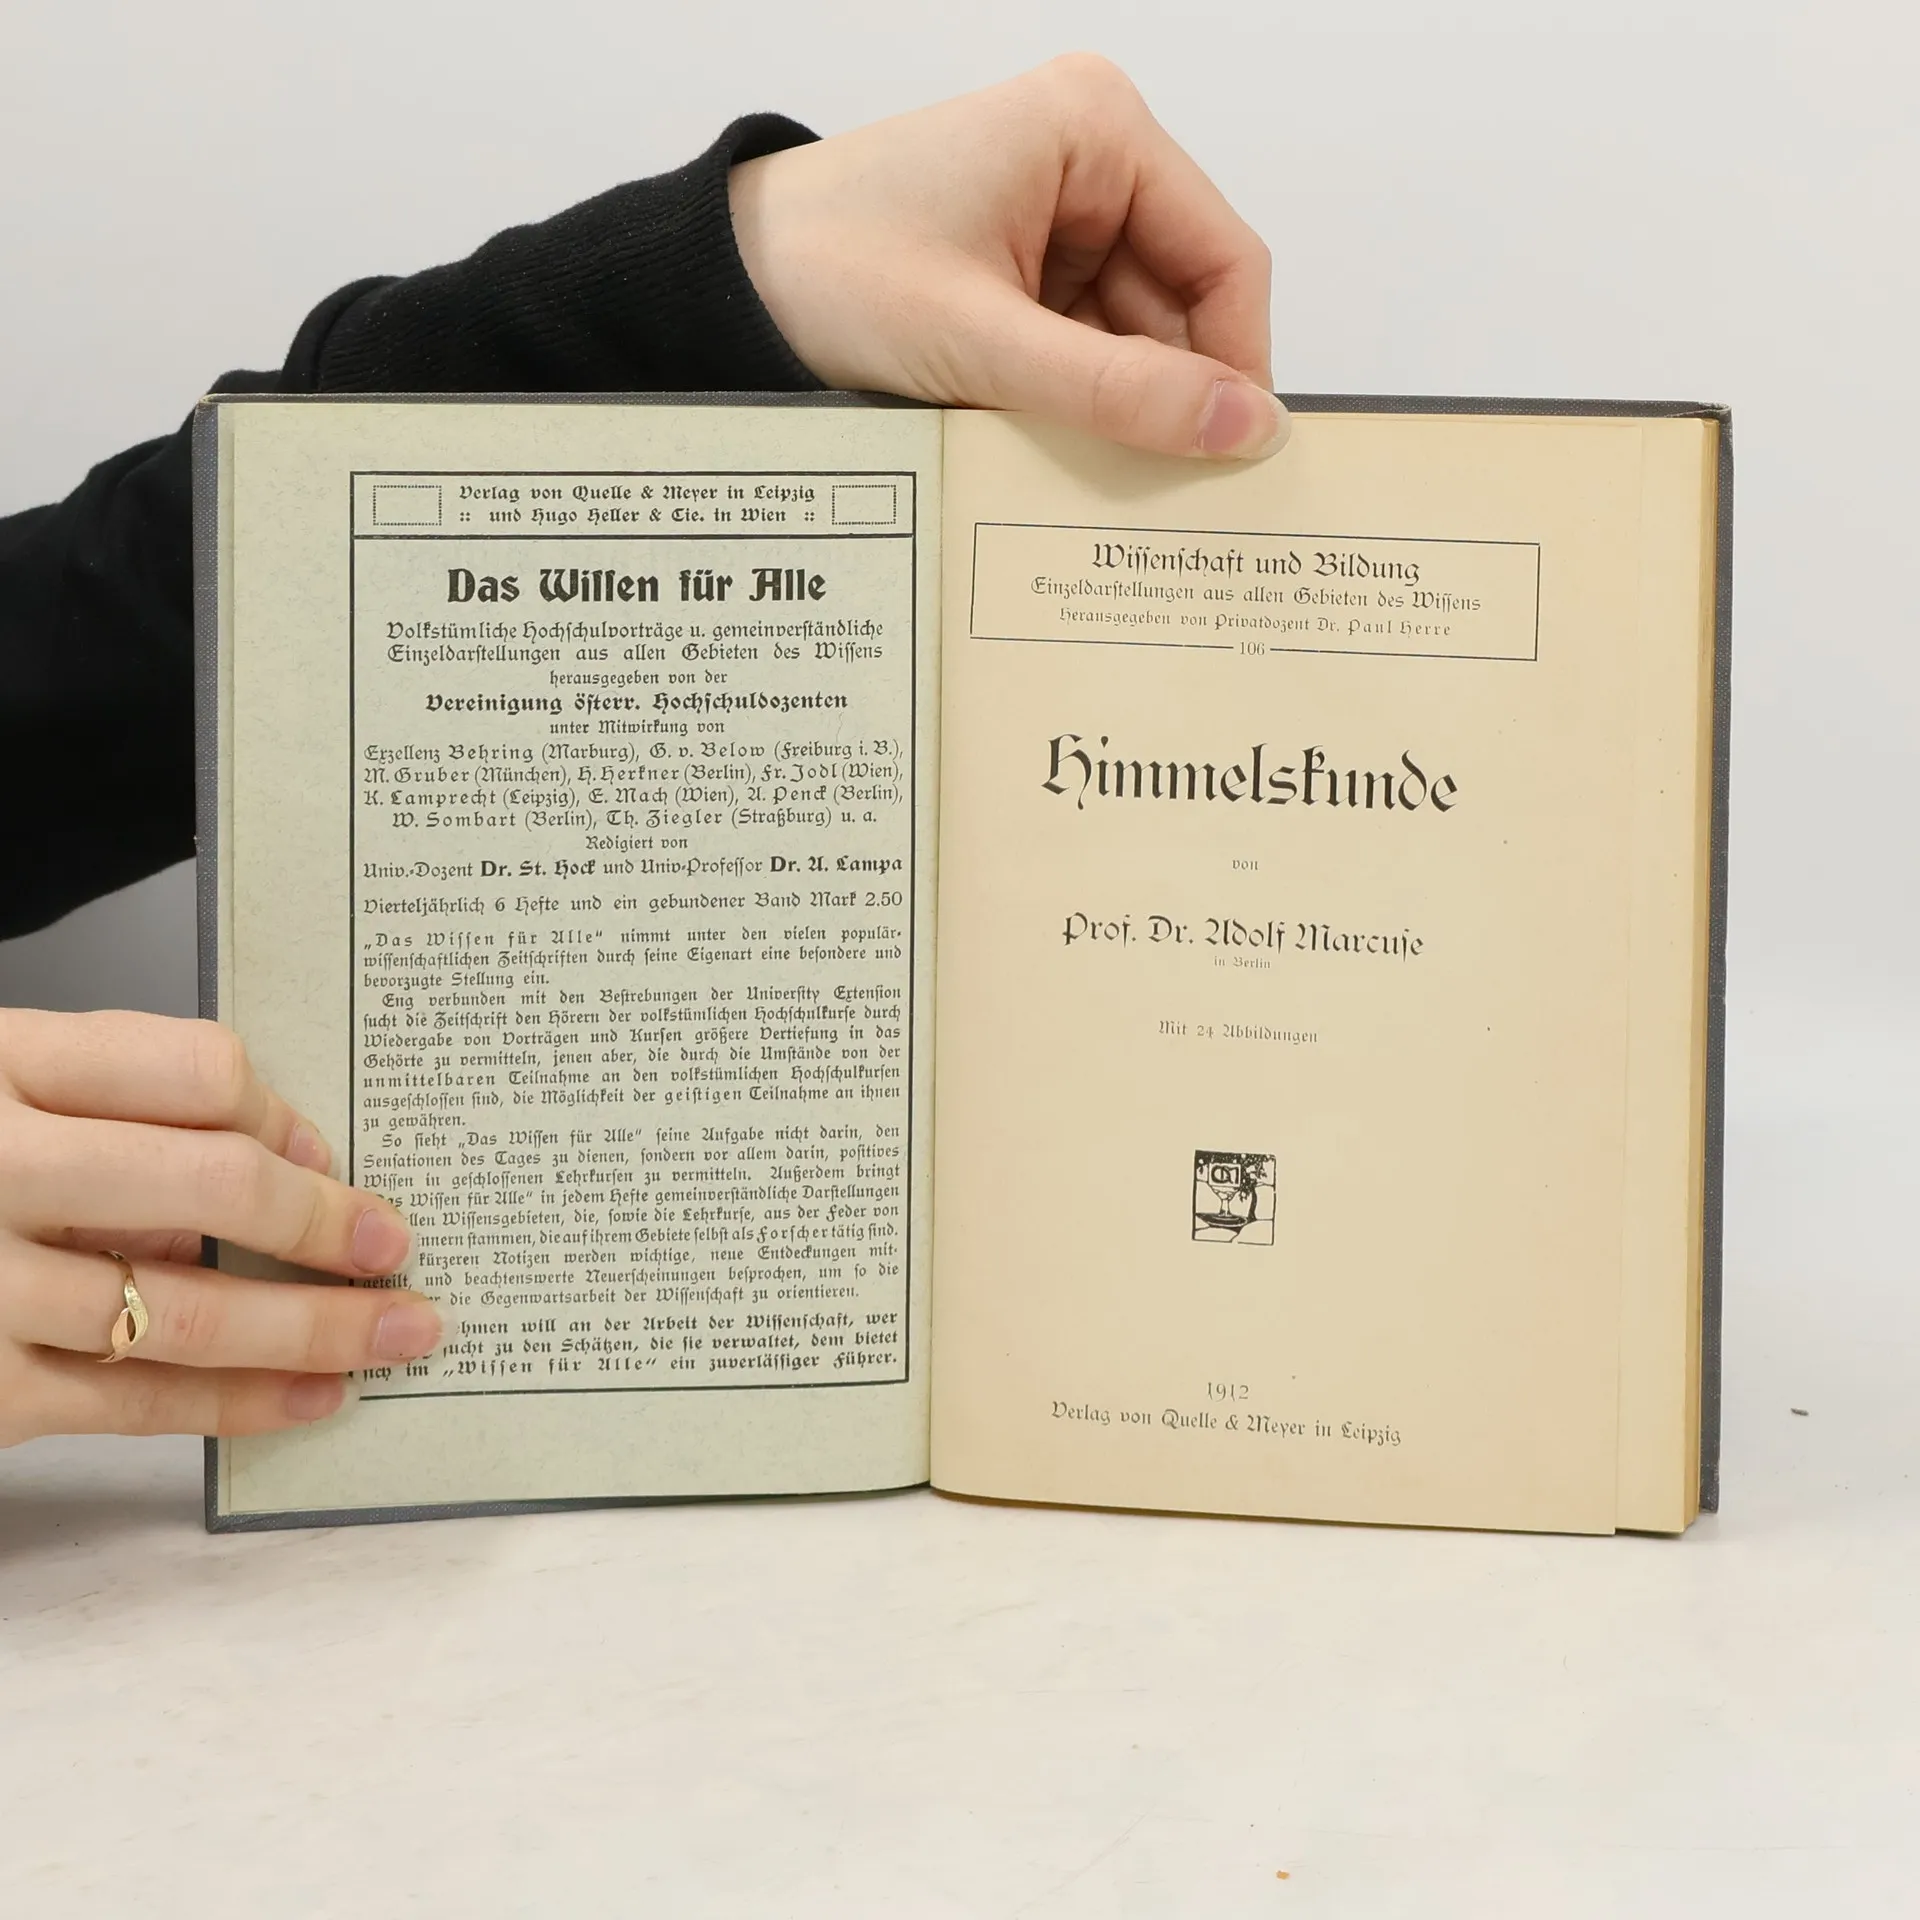 Verlag von Quelle & Meyer in Leipzig
:: und Hugo Heller & Cie. in Wien ::
Das Wiſſen für Alle
Volkstümliche Hochſchulvorträge u. gemeinverſtändliche
Einzeldarſtellungen aus allen Gebieten des Wiſſens
herausgegeben von der
Vereinigung öſterr. Hochſchuldozenten
unter Mitwirkung von
Exzellenz Behring (Marburg), G. v. Below (Freiburg i. B.),
M. Gruber (München), H. Herkner (Berlin), Fr. Jodl (Wien),
K. Lamprecht (Leipzig), E. Mach (Wien), A. Penck (Berlin),
W. Sombart (Berlin), Th. Ziegler (Straßburg) u. a.
Redigiert von
Univ.-Dozent Dr. St. Hock und Univ-Profeſſor Dr. A. Lampa
Vierteljährlich 6 Hefte und ein gebundener Band Mark 2.50
„Das Wiſſen für Alle“ nimmt unter den vielen populär-
wiſſenſchaftlichen Zeitſchriften durch ſeine Eigenart eine beſondere und
bevorzugte Stellung ein.
Eng verbunden mit den Beſtrebungen der Univerſity Extenſion
ſucht die Zeitſchrift den Hörern der volkstümlichen Hochſchulkurſe durch
Wiedergabe von Vorträgen und Kurſen größere Vertiefung in das
Gehörte zu vermitteln, jenen aber, die durch die Umſtände von der
unmittelbaren Teilnahme an den volkstümlichen Hochſchulkurſen
ausgeſchloſſen ſind, die Möglichkeit der geiſtigen Teilnahme an ihnen
zu gewähren.
So ſieht „Das Wiſſen für Alle“ ſeine Aufgabe nicht darin, den
Senſationen des Tages zu dienen, ſondern vor allem darin, poſitives
Wiſſen in geſchloſſenen Lehrkurſen zu vermitteln. Außerdem bringt
Wiſſen für Alle“ in jedem Hefte gemeinverſtändliche Darſtellungen
Wiſſensgebieten, die, ſowie die Lehrkurſe, aus der Feder von
ſtammen, die auf ihrem Gebiete ſelbſt als Forſcher tätig ſind.
kürzeren Notizen werden wichtige, neue Entdeckungen mit-
geteilt, und beachtenswerte Neuerſcheinungen beſprochen, um ſo die
die Gegenwartsarbeit der Wiſſenſchaft zu orientieren.
will an der Arbeit der Wiſſenſchaft, wer
zu den Schätzen, die ſie verwaltet, dem bietet
ſich im „Wiſſen für Alle“ ein zuverläſſiger Führer.
Wiſſenſchaft und Bildung
Einzeldarſtellungen aus allen Gebieten des Wiſſens
Herausgegeben von Privatdozent Dr. Paul Herre
106
Himmelskunde
von
Prof. Dr. Adolf Marcuſe
in Berlin
Mit 24 Abbildungen
QM
1912
Verlag von Quelle & Meyer in Leipzig